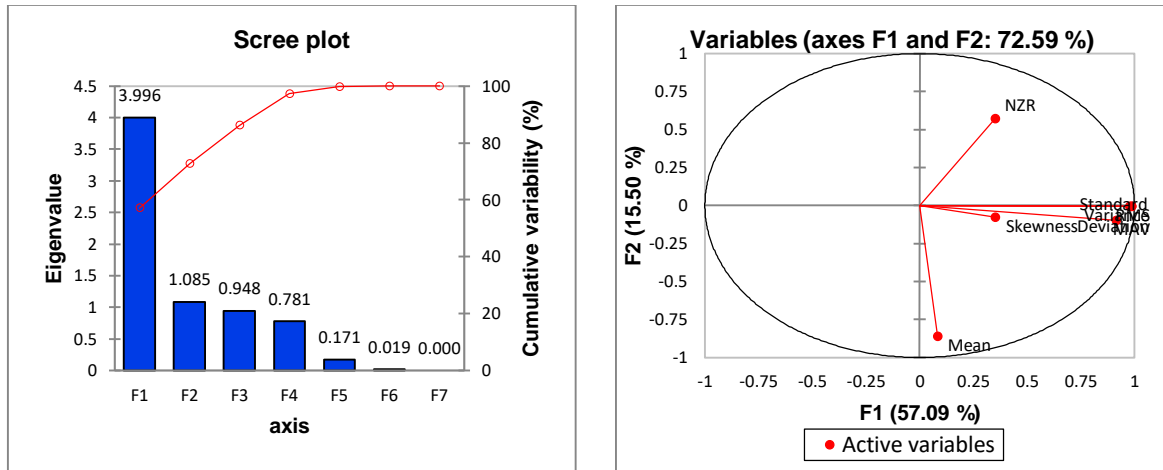 Scree plot
4.5
4
3.5
3
2.5
2
1.5
1
0.5
0
3.996
1.085
0.948
0.781
0.171
0.019
0.000
100
80
60
40
20
0
F1 F2 F3 F4 F5 F6 F7
axis
Eigenvalue
Cumulative variability (%)
Variables (axes F1 and F2: 72.59 %)
1
0.75
0.5
0.25
0
-0.25
-0.5
-0.75
-1
NZR
Standard
Variance
RMS
SkewnessDeviation
MAV
Mean
-1 -0.75 -0.5 -0.25 0 0.25 0.5 0.75 1
F2 (15.50 %)
F1 (57.09 %)
Active variables